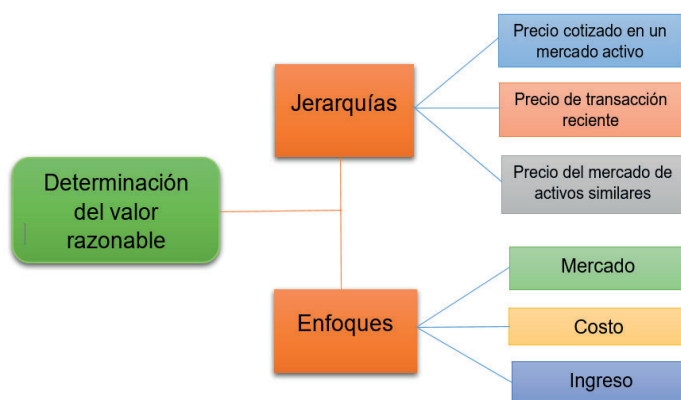 Determinación
del valor
razonable
Jerarquías
Precio cotizado en un
mercado activo
Precio de transacción
reciente
Precio del mercado de
activos similares
Enfoques
Mercado
Costo
Ingreso